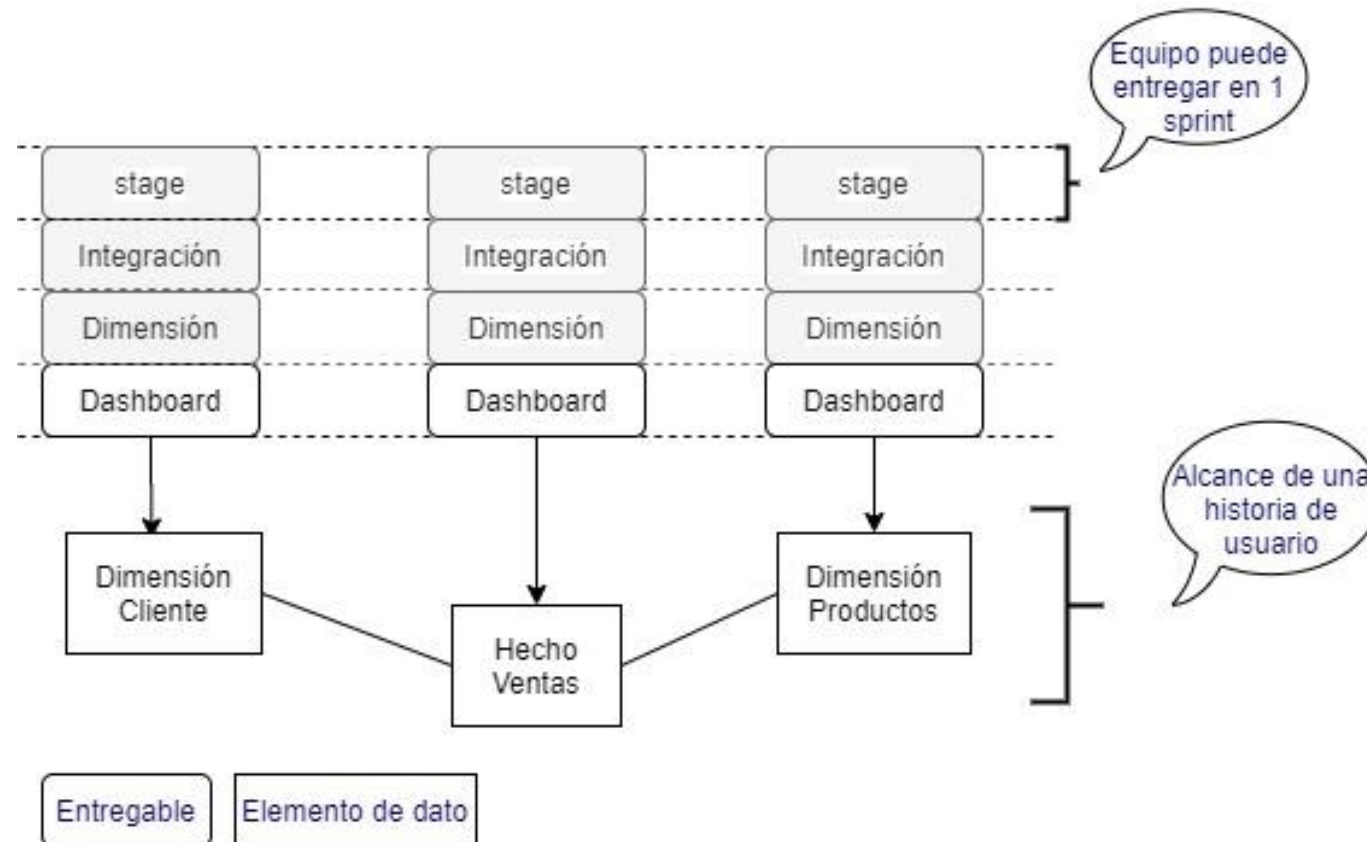 Equipo puede
entregar en 1
sprint
stage
stage
stage
Integración
Integración
Integración
Dimensión
Dimensión
Dimensión
Dashboard
Dashboard
Dashboard
Alcance de una
historia de
usuario
Dimensión
Cliente
Hecho
Ventas
Dimensión
Productos
Entregable
Elemento de dato